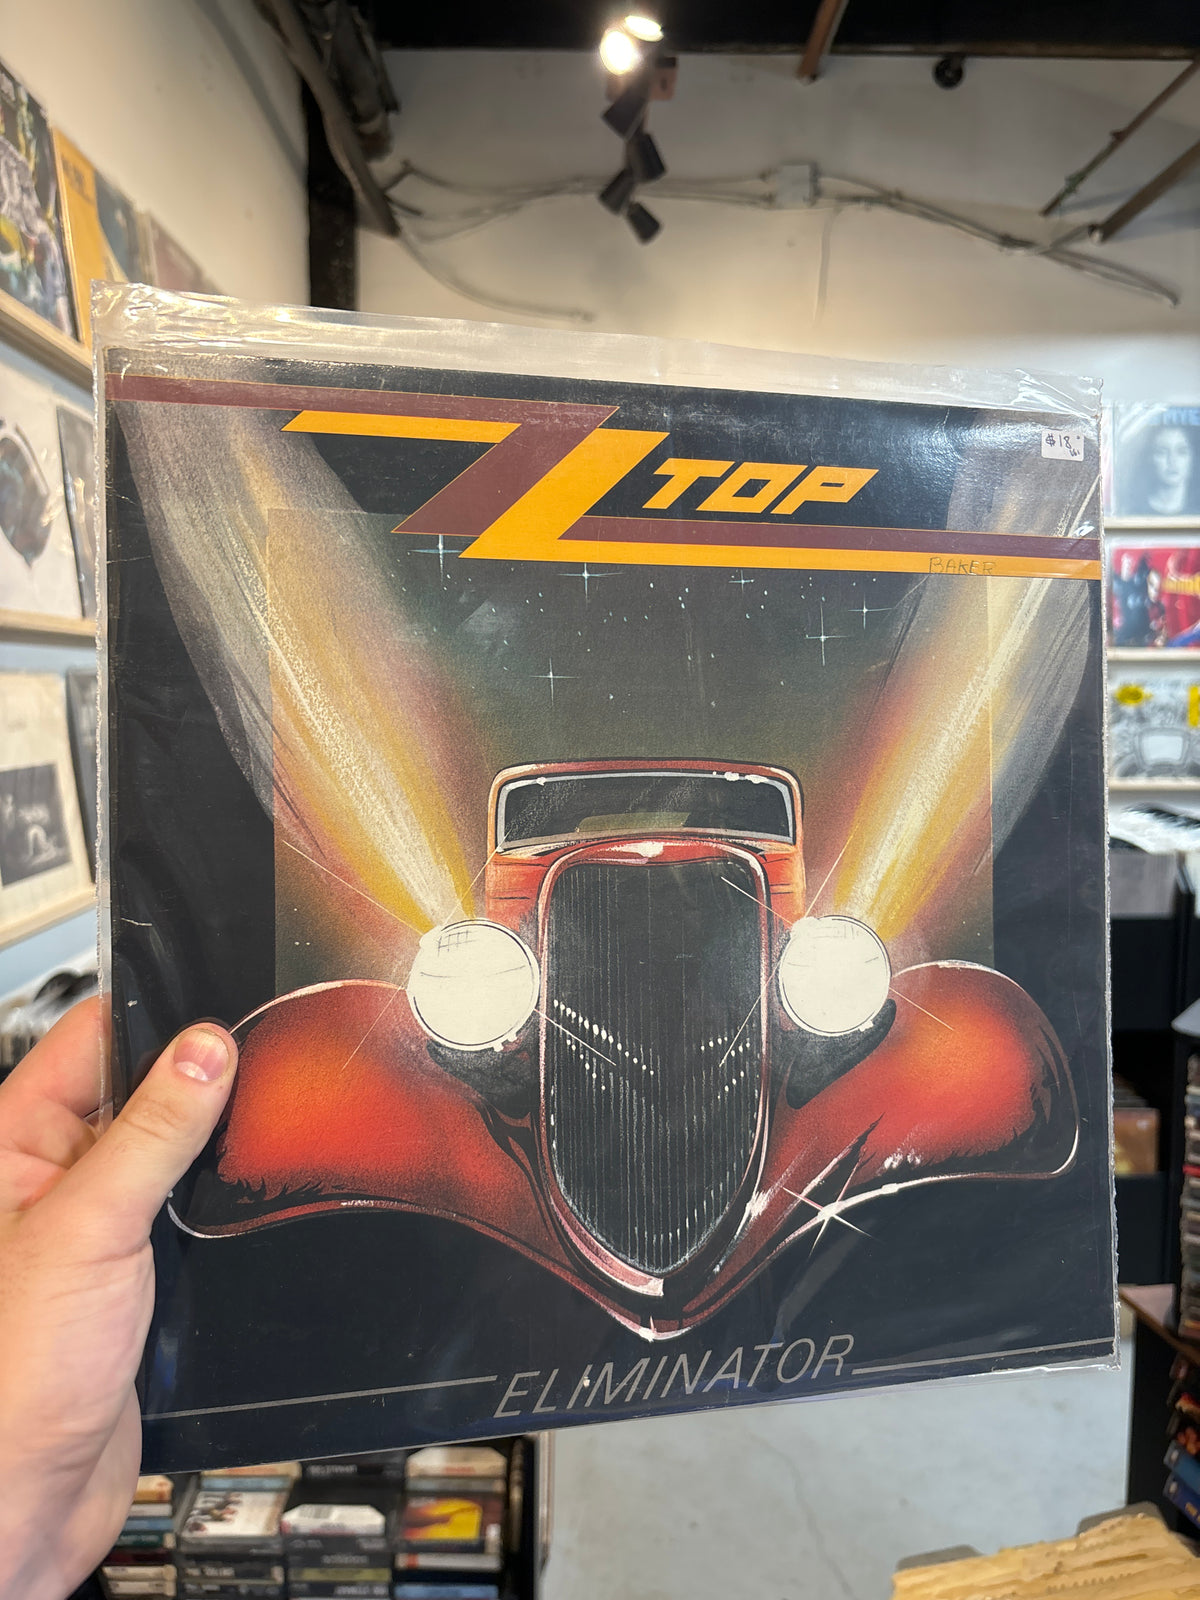 ZZ TOP
$18
BAKER
ELIMINATOR